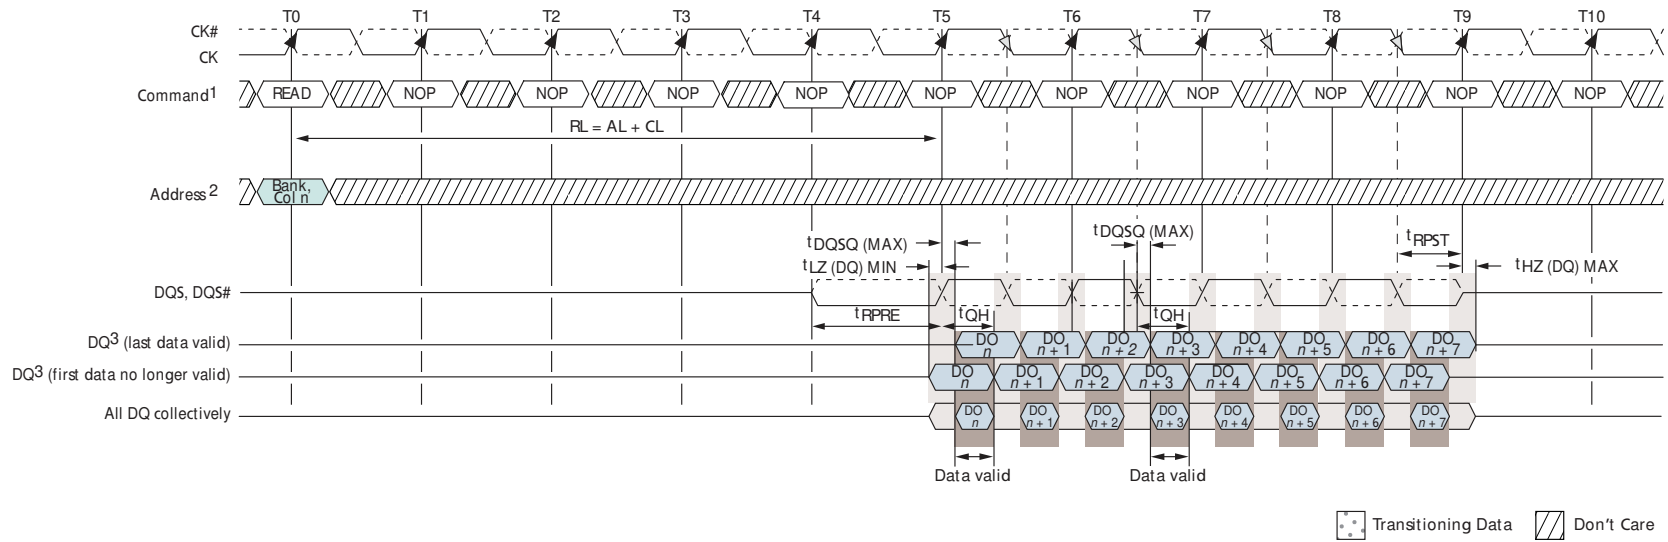 T0 T1 T2 T3 T4 T5 T6 T7 T8 T9 T10
CK#
CK
Command1 READ NOP NOP NOP NOP NOP NOP NOP NOP NOP NOP
RL = AL + CL
Address 2 Bank, Col n
tDQSQ (MAX) tDQSQ (MAX) tRPST
tLZ (DQ) MIN tHZ (DQ) MAX
DQS, DQS#
tRPRE tQH tQH
DQ3 (last data valid) DO n DO n + 1 DO n + 2 DO n + 3 DO n + 4 DO n + 5 DO n + 6 DO n + 7
DQ3 (first data no longer valid) DO n DO n + 1 DO n + 2 DO n + 3 DO n + 4 DO n + 5 DO n + 6 DO n + 7
All DQ collectively DO n DO n + 1 DO n + 2 DO n + 3 DO n + 4 DO n + 5 DO n + 6 DO n + 7
Data valid Data valid
Transitioning Data Don't Care